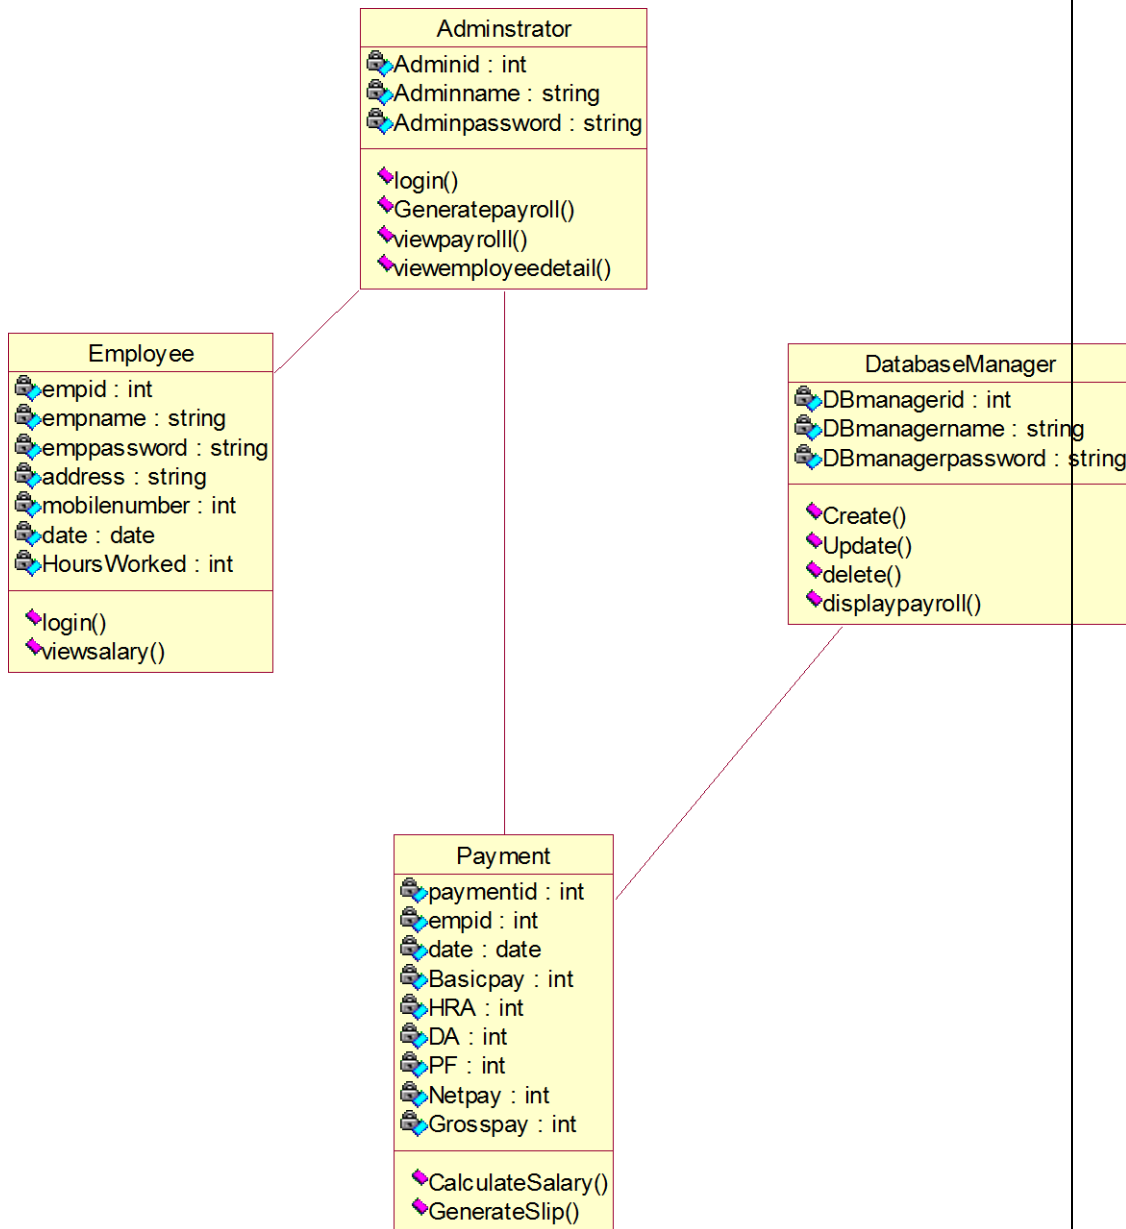 Adminstrator
Adminid : int
Adminname : string
Adminpassword : string
login()
Generatepayroll()
viewpayrolll()
viewemployeedetail()
Employee
empid : int
empname : string
emppassword : string
address : string
mobilenumber : int
date : date
HoursWorked : int
login()
viewsalary()
DatabaseManager
DBmanagerid : int
DBmanagername : string
DBmanagerpassword : string
Create()
Update()
delete()
displaypayroll()
Payment
paymentid : int
empid : int
date : date
Basicpay : int
HRA : int
DA : int
PF : int
Netpay : int
Grosspay : int
CalculateSalary()
GenerateSlip()